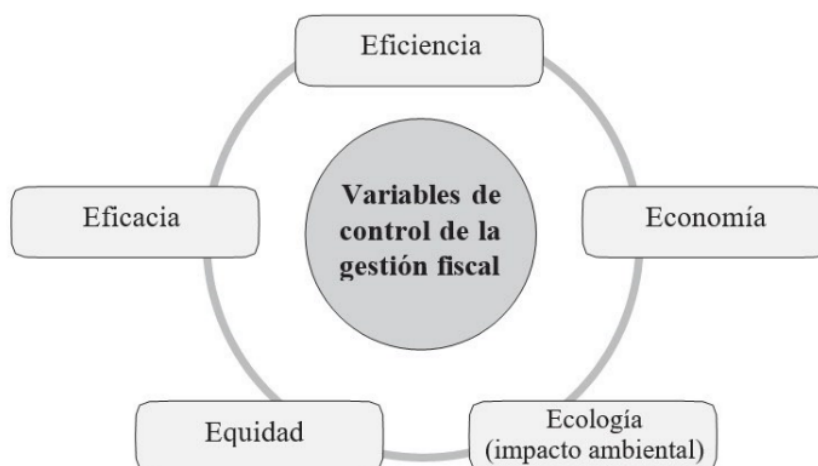 Eficiencia
Eficacia
Variables de
control de la
gestión fiscal
Economía
Equidad
Ecología
(impacto ambiental)